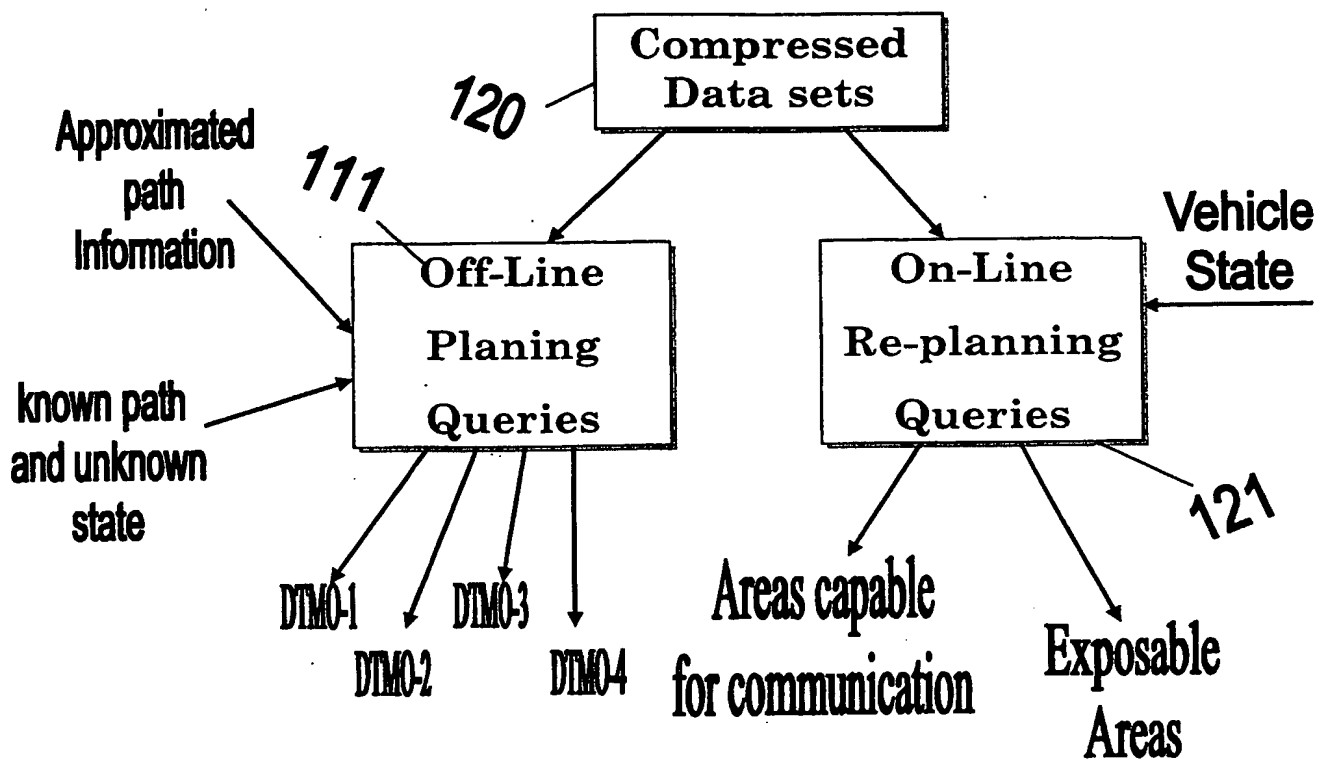 Compressed
Data sets
120
Approximated
path
Information
111
Off-Line
Planing
Queries
On-Line
Re-planning
Queries
Vehicle
State
known path
and unknown
state
121
DTMO-1
DTMO-2
DTMO-3
DTMO-4
Areas capable
for communication
Exposable
Areas